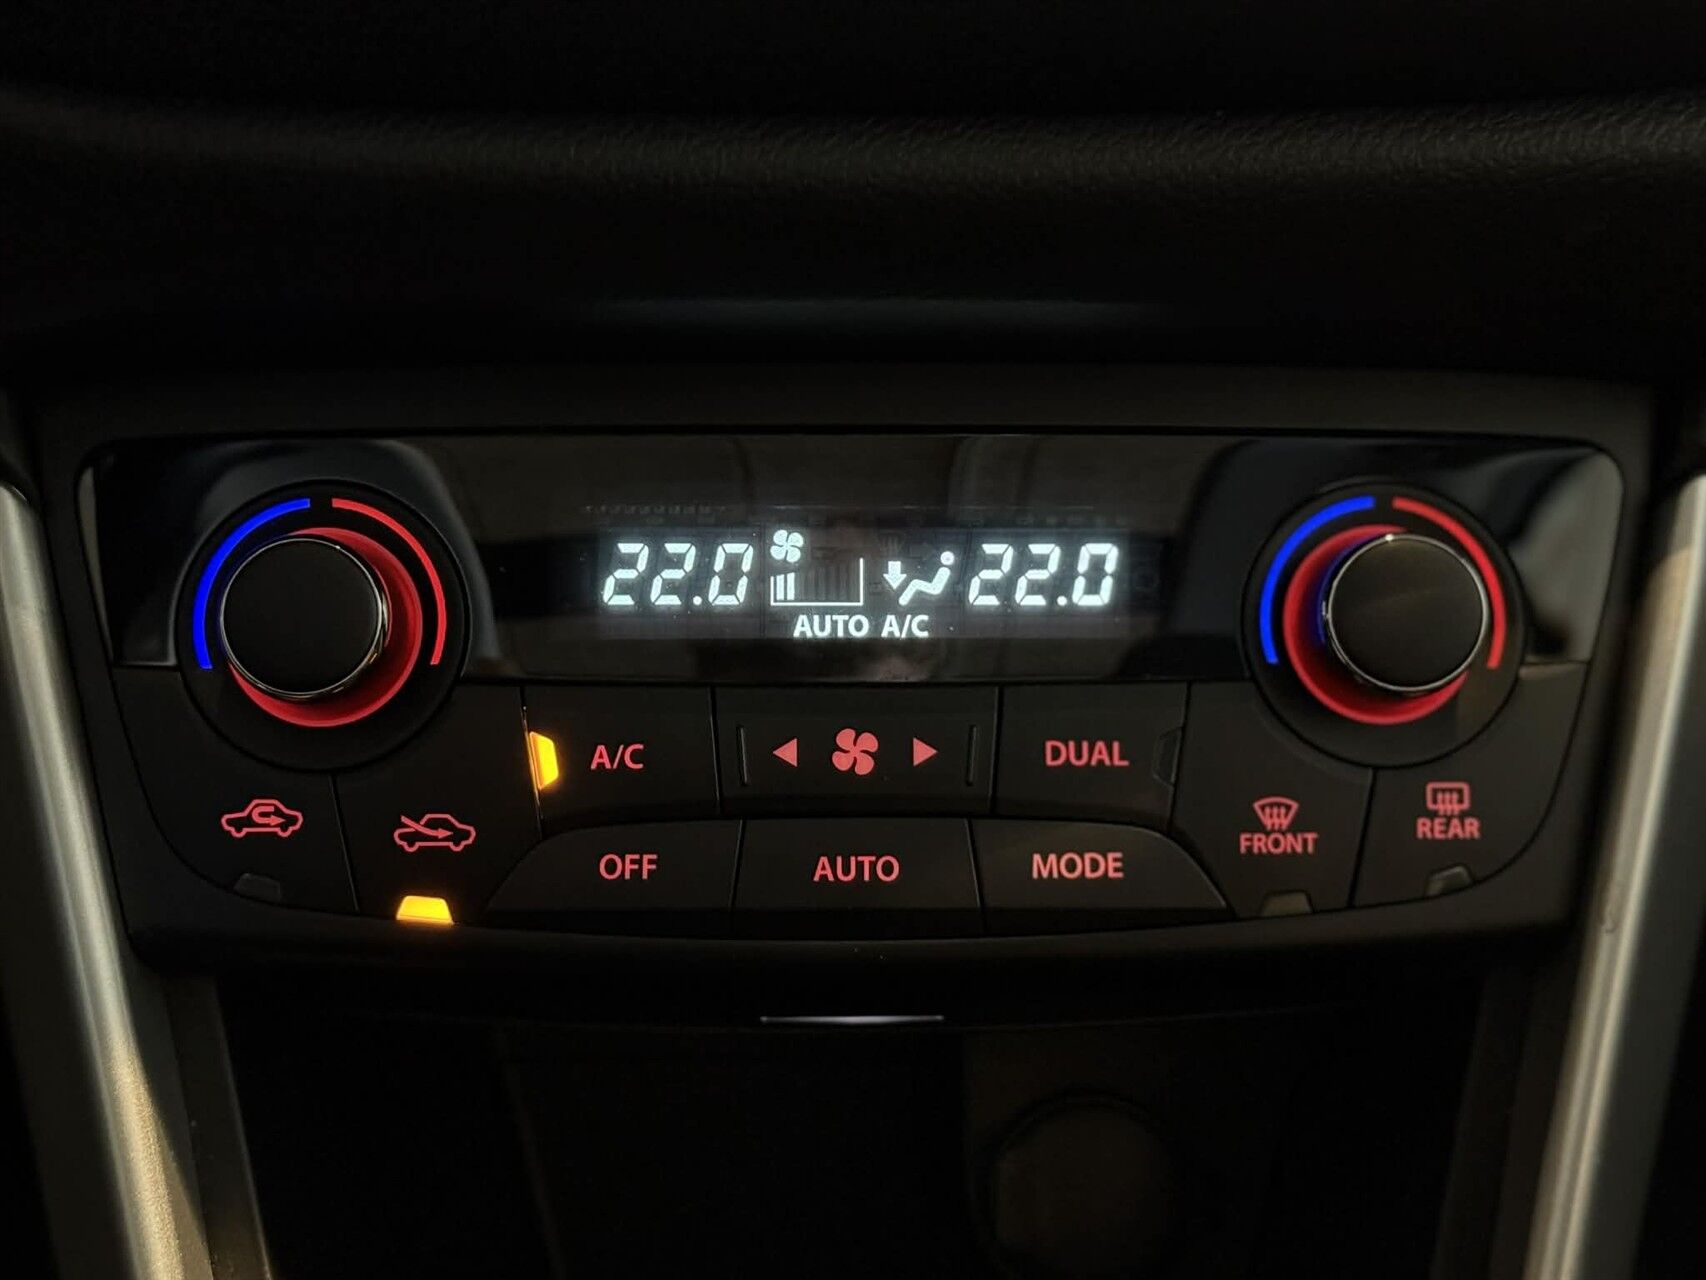 22.0 22.0
AUTO A/C
A/C DUAL
FRONT REAR
OFF AUTO MODE